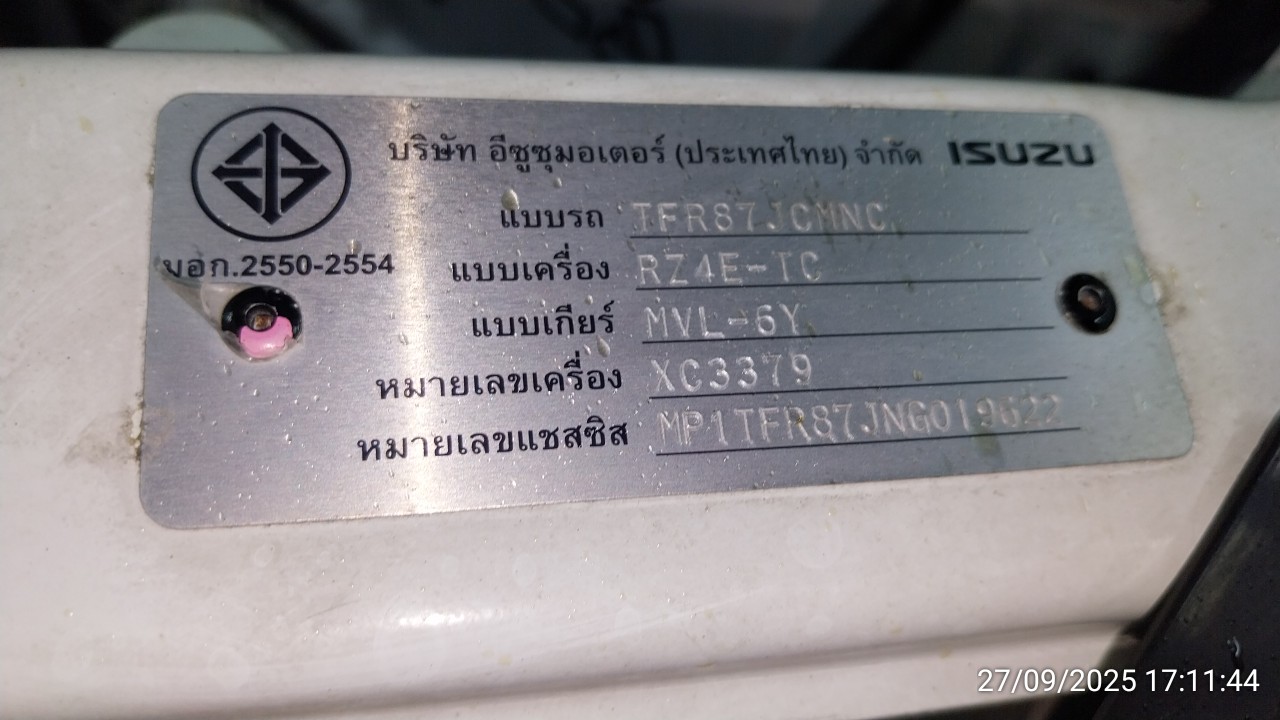 บริษัท อีซูซุมอเตอร์ (ประเทศไทย) จำกัด ISUZU
แบบรถ TFR87JCMNC
มอก.2550-2554
แบบเครื่อง RZ4E-TC
แบบเกียร์ MVL-6Y
หมายเลขเครื่อง XC3379
หมายเลขแชสซิส MP1TFR87JNG019622
27/09/2025 17:11:44